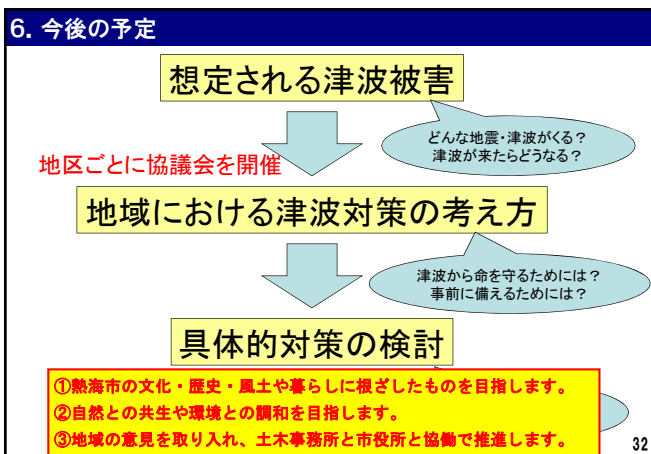 6. 今後の予定
想定される津波被害
どんな地震・津波がくる？
津波が来たらどうなる？
地区ごとに協議会を開催
地域における津波対策の考え方
津波から命を守るためには？
事前に備えるためには？
具体的対策の検討
①熱海市の文化・歴史・風土や暮らしに根ざしたものを目指します。
②自然との共生や環境との調和を目指します。
③地域の意見を取り入れ、土木事務所と市役所と協働で推進します。
32